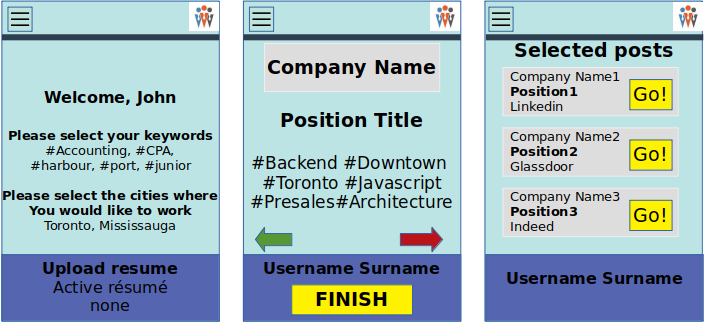 Welcome, John
Please select your keywords
#Accounting, #CPA,
#harbour, #port, #junior
Please select the cities where
You would like to work
Toronto, Mississauga
Upload resume
Active résumé
none
Company Name
Position Title
#Backend #Downtown
#Toronto #Javascript
#Presales#Architecture
Username Surname
FINISH
Selected posts
Company Name1
Position1
Linkedin
Go!
Company Name2
Position2
Glassdoor
Go!
Company Name3
Position3
Indeed
Go!
Username Surname